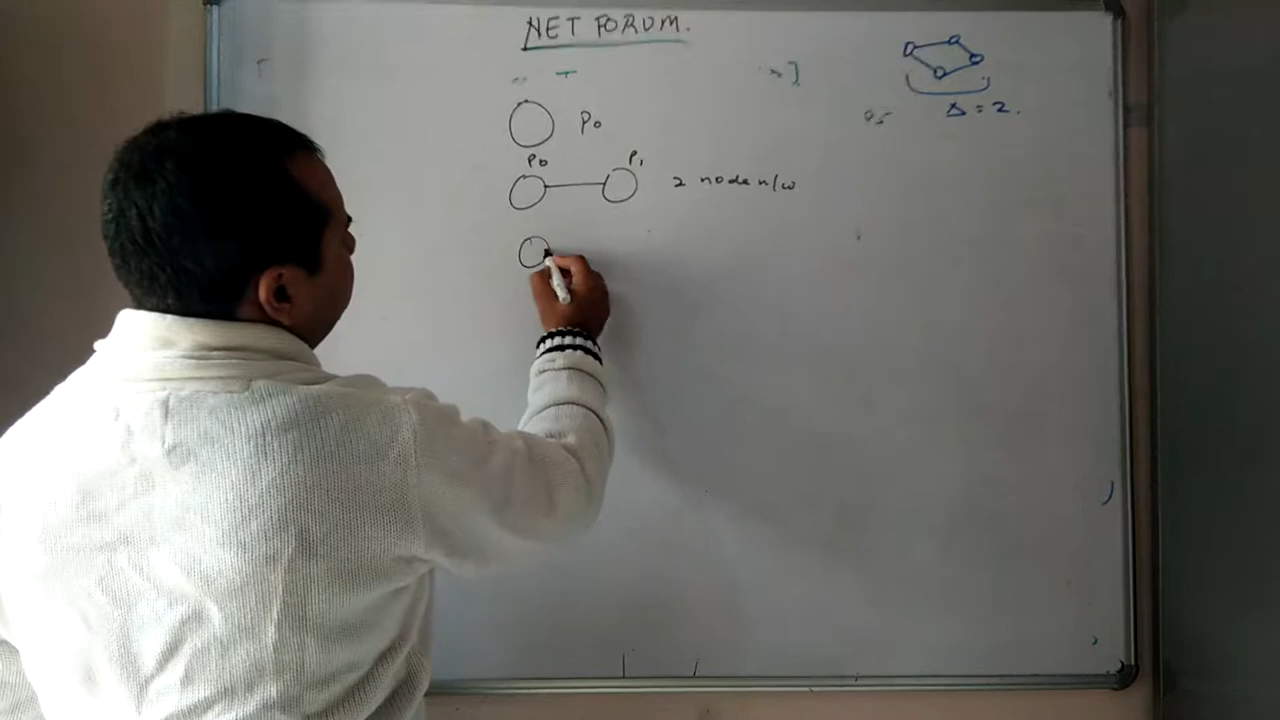 NET FORUM.
P0
P0 P1
2 node n/w
Δ = 2.